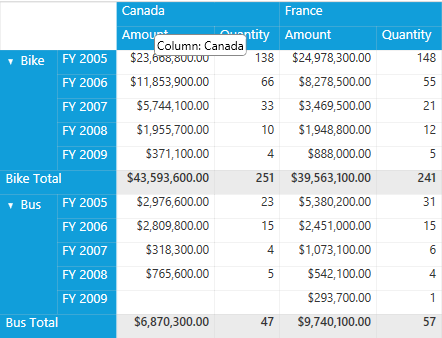 Canada France
Amount Quantity Amount Quantity
Column: Canada
Bike FY 2005 $23,668,800.00 138 $24,978,300.00 148
FY 2006 $11,853,900.00 66 $8,278,500.00 55
FY 2007 $5,744,100.00 33 $3,469,500.00 21
FY 2008 $1,955,700.00 10 $1,948,800.00 12
FY 2009 $371,100.00 4 $888,000.00 5
Bike Total $43,593,600.00 251 $39,563,100.00 241
Bus FY 2005 $2,976,600.00 23 $5,380,200.00 31
FY 2006 $2,809,800.00 15 $2,451,000.00 15
FY 2007 $318,300.00 4 $1,073,100.00 6
FY 2008 $765,600.00 5 $542,100.00 4
FY 2009 $293,700.00 1
Bus Total $6,870,300.00 47 $9,740,100.00 57